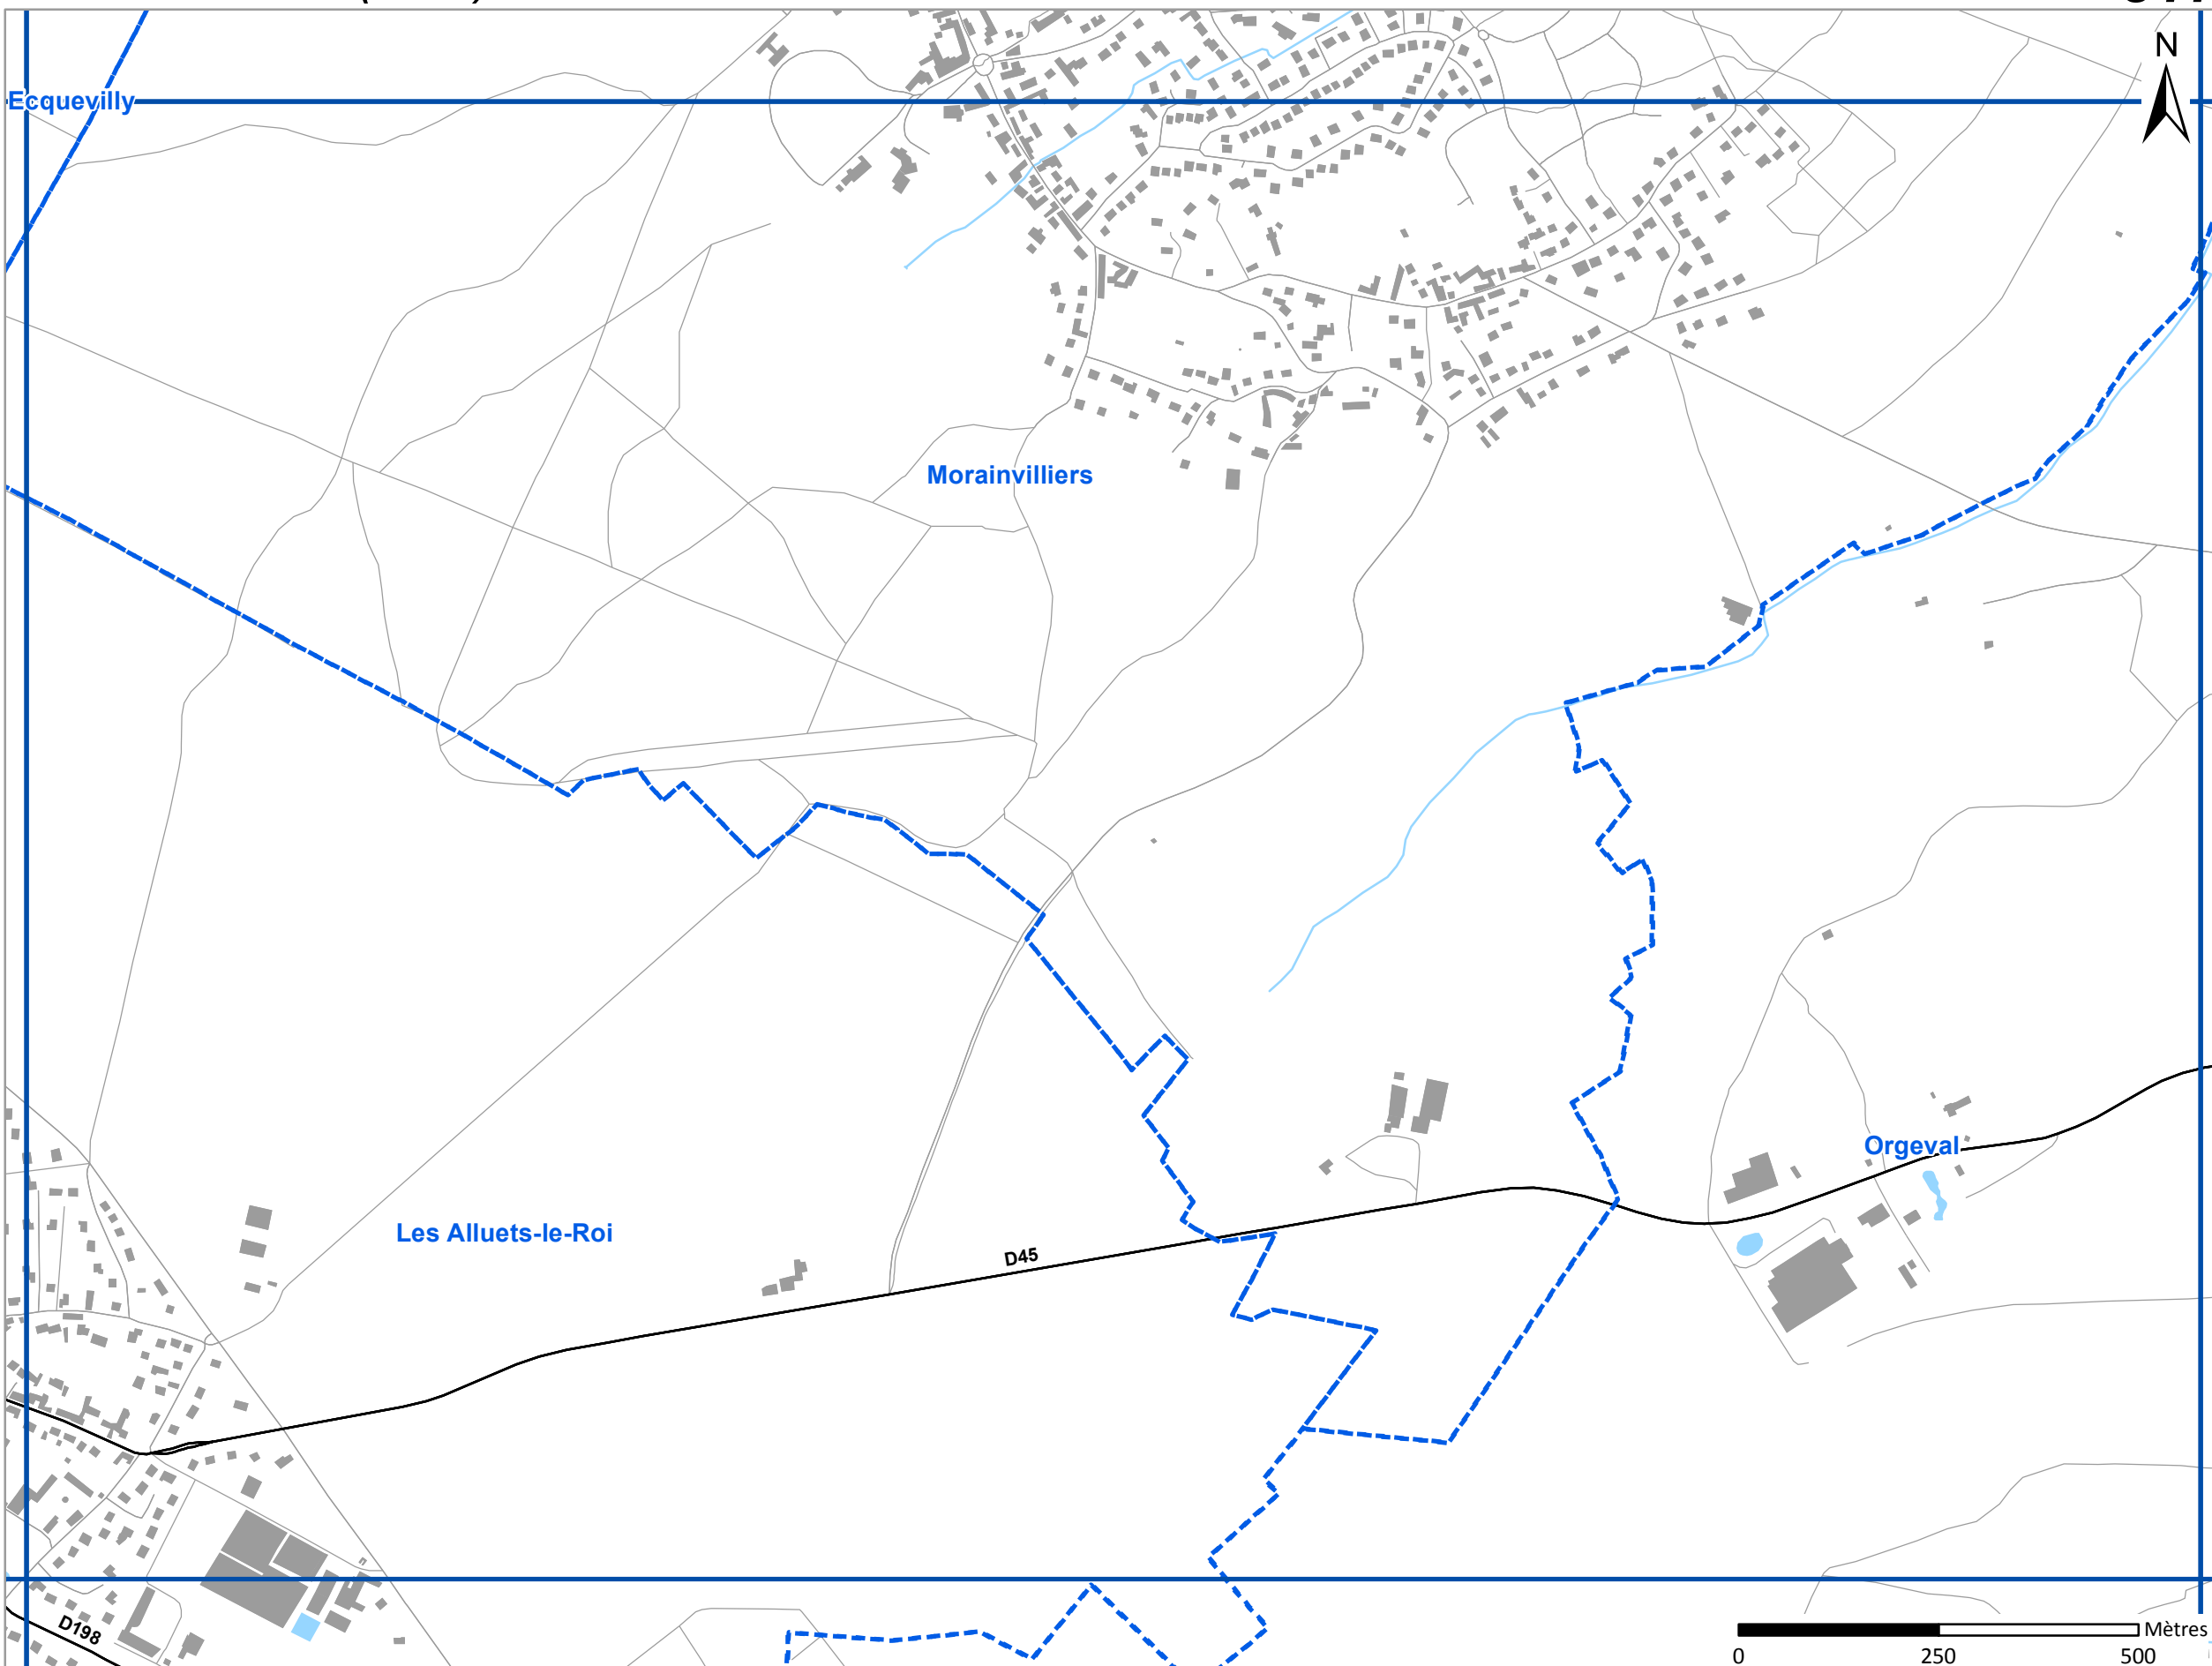 N
Ecquevilly
Morainvilliers
Orgeval
Les Alluets-le-Roi
D45
D198
Mètres
0 250 500